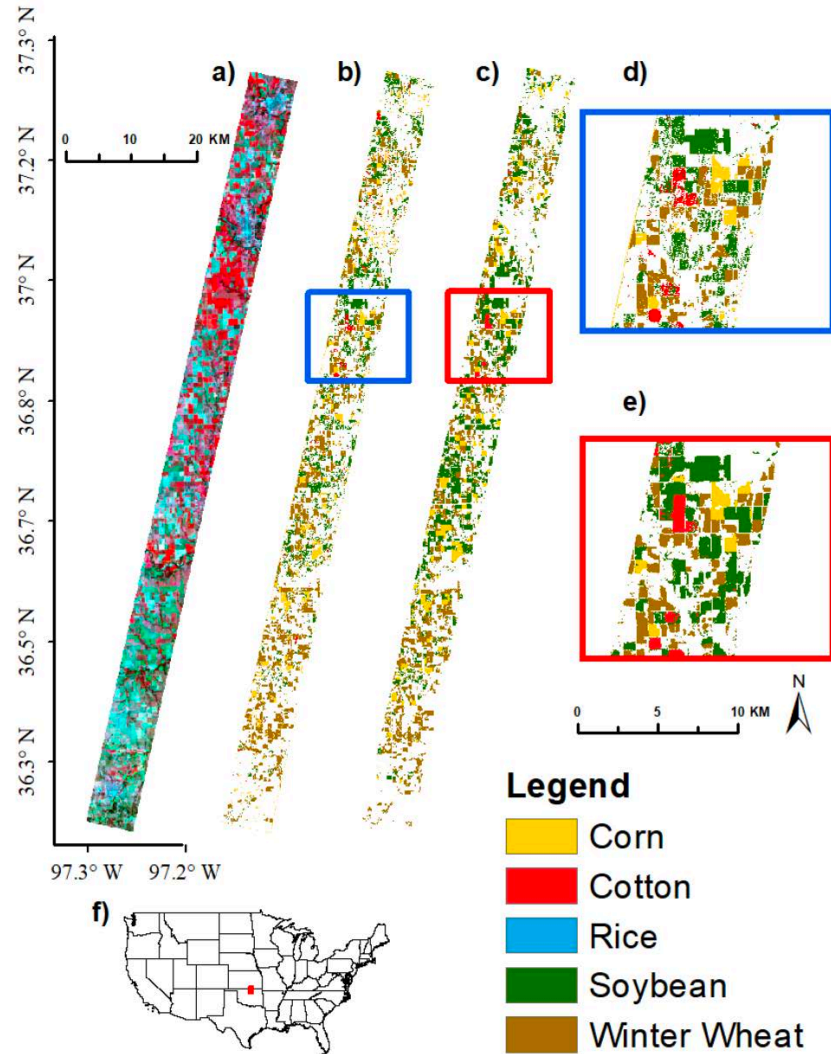 a)
b)
c)
d)
37.3° N
0 10 20 KM
37.2° N
37° N
36.8° N
e)
36.7° N
36.5° N
N
0 5 10 KM
36.3° N
97.3° W 97.2° W
Legend
Corn
Cotton
Rice
Soybean
Winter Wheat
f)